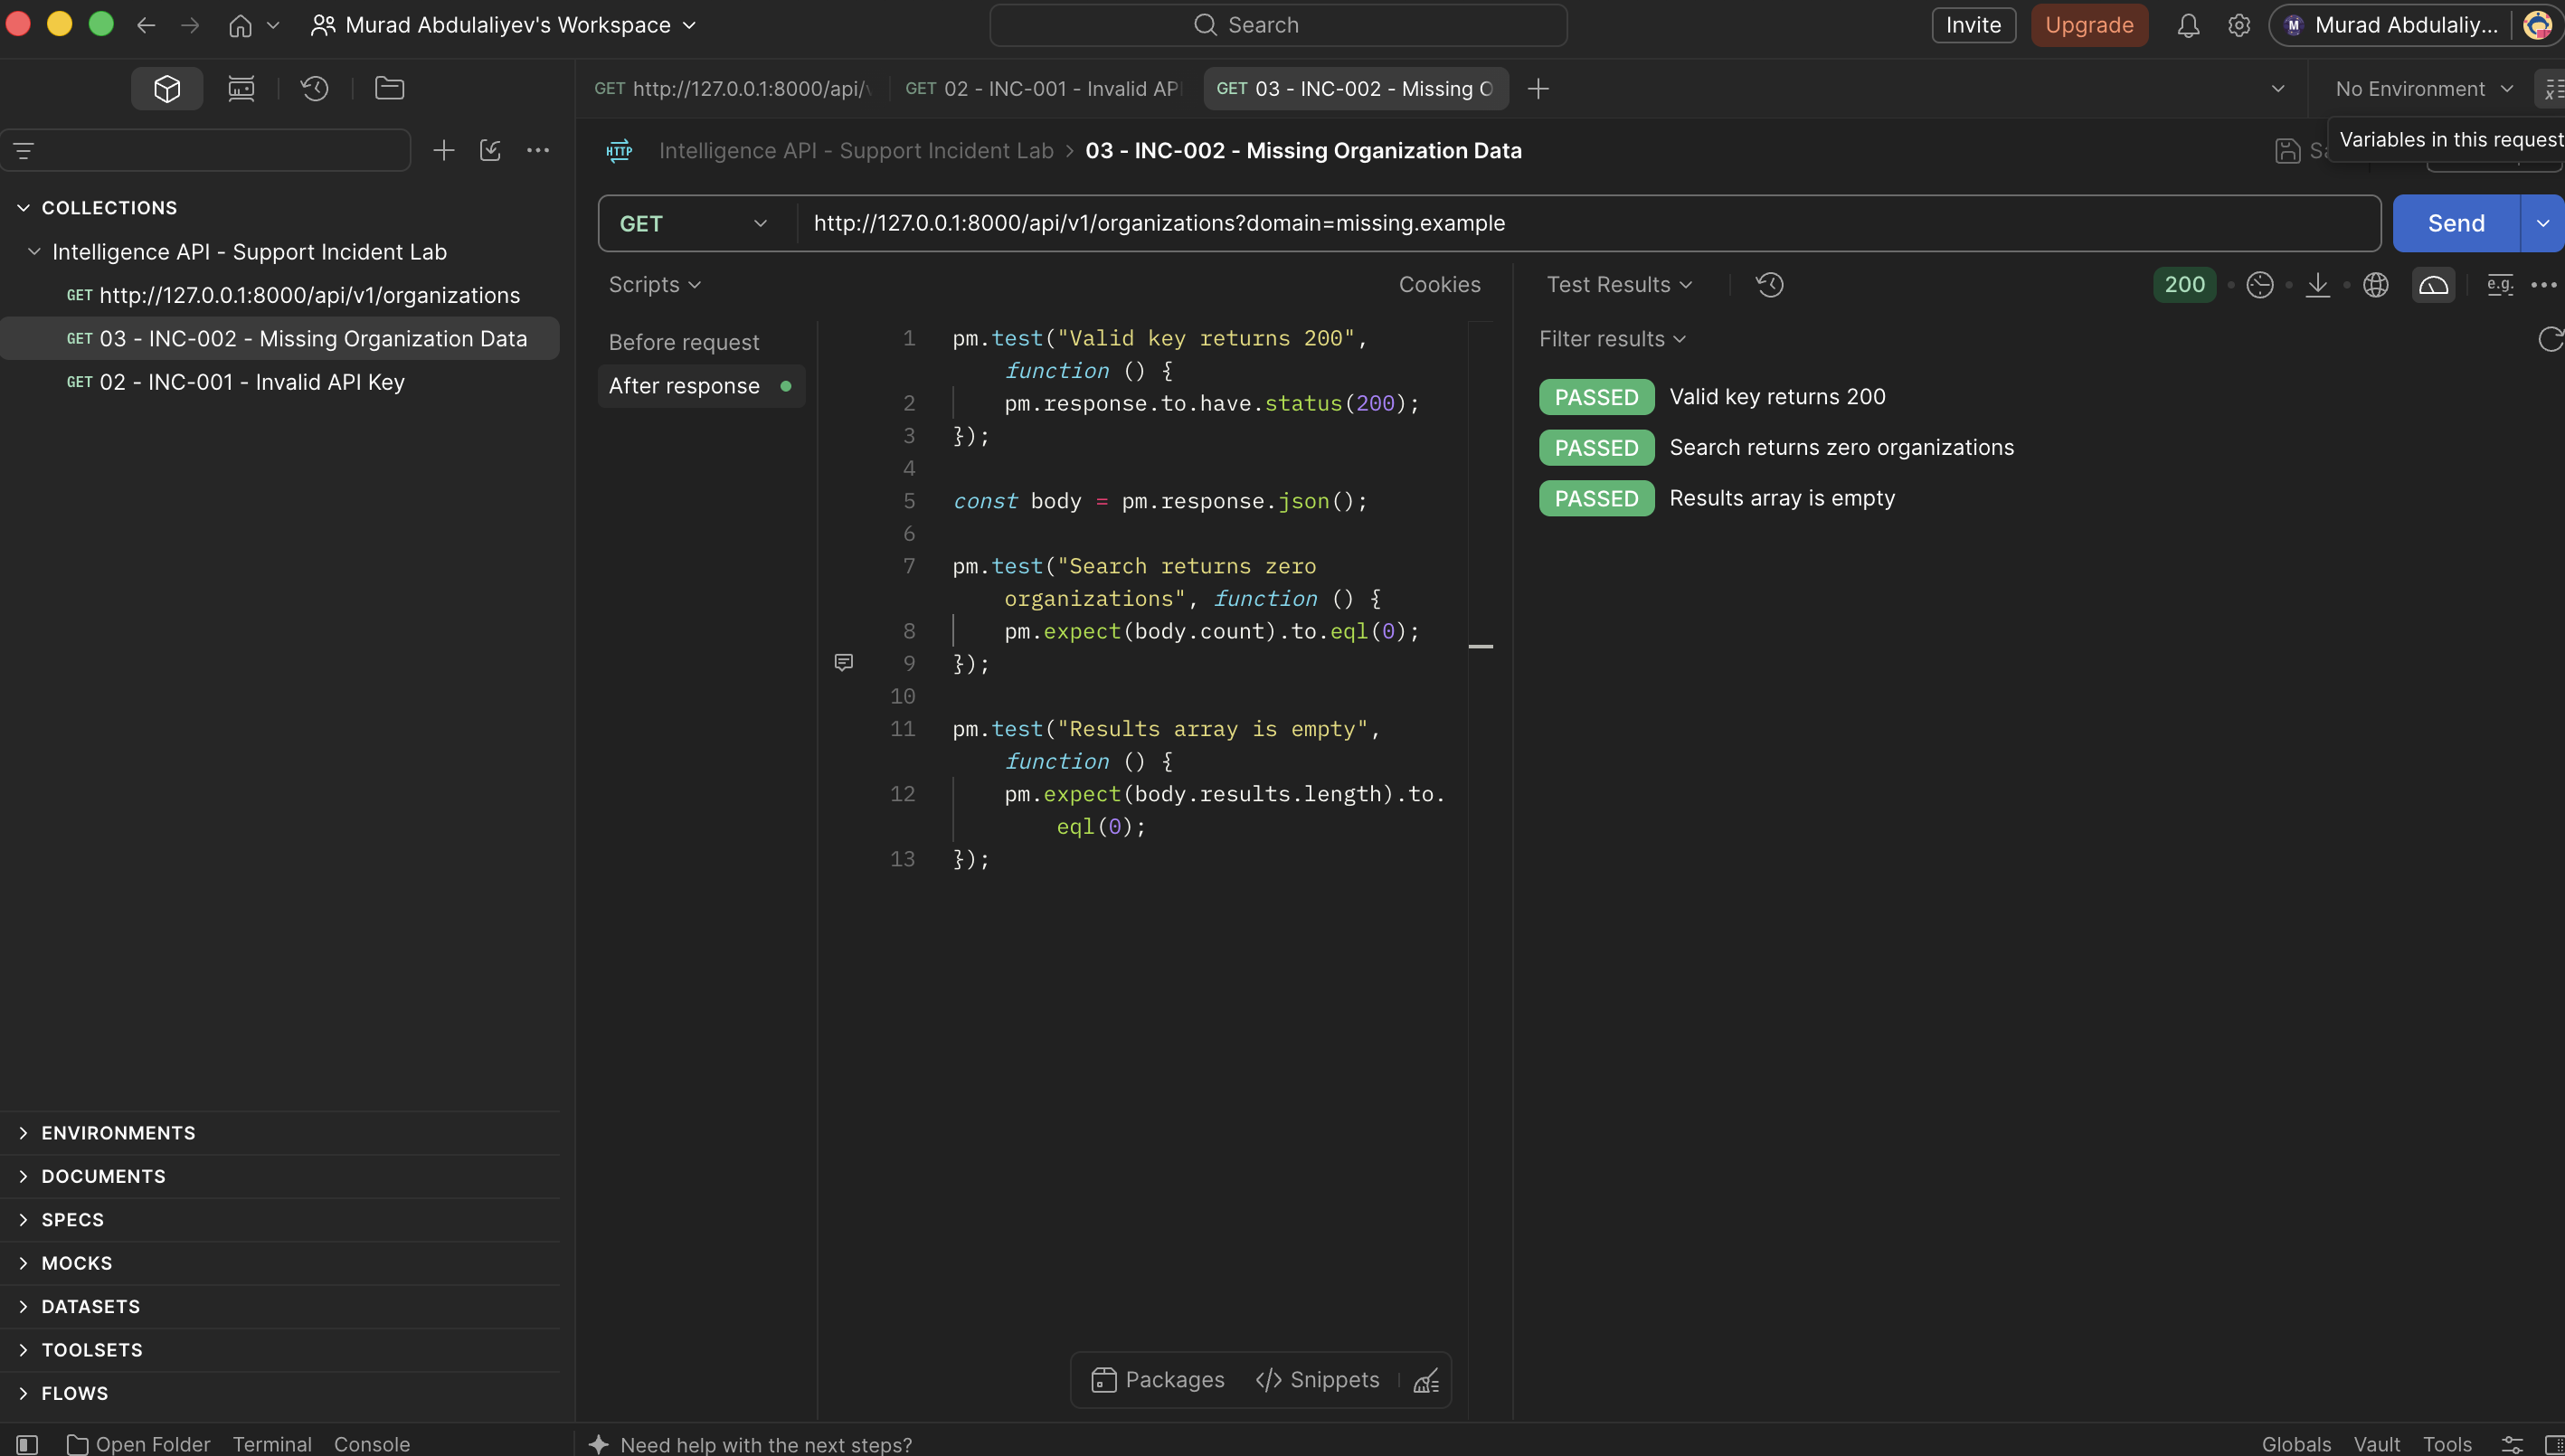 Murad Abdulaliyev's Workspace
Search
Invite
Upgrade
M
Murad Abdulaliy...
GET http://127.0.0.1:8000/api/
GET 02 - INC-001 - Invalid AP
GET 03 - INC-002 - Missing O
No Environment
Variables in this request
HTTP
Intelligence API - Support Incident Lab > 03 - INC-002 - Missing Organization Data
COLLECTIONS
Intelligence API - Support Incident Lab
GET http://127.0.0.1:8000/api/v1/organizations
GET 03 - INC-002 - Missing Organization Data
GET 02 - INC-001 - Invalid API Key
ENVIRONMENTS
DOCUMENTS
SPECS
MOCKS
DATASETS
TOOLSETS
FLOWS
GET
http://127.0.0.1:8000/api/v1/organizations?domain=missing.example
Send
Scripts
Cookies
Before request
After response
1 pm.test("Valid key returns 200",
function () {
2 pm.response.to.have.status(200);
3 });
4
5 const body = pm.response.json();
6
7 pm.test("Search returns zero
organizations", function () {
8 pm.expect(body.count).to.eql(0);
9 });
10
11 pm.test("Results array is empty",
function () {
12 pm.expect(body.results.length).to.
eql(0);
13 });
Packages
</> Snippets
Test Results
200
e.g.
Filter results
PASSED Valid key returns 200
PASSED Search returns zero organizations
PASSED Results array is empty
Open Folder
Terminal
Console
Need help with the next steps?
Globals
Vault
Tools